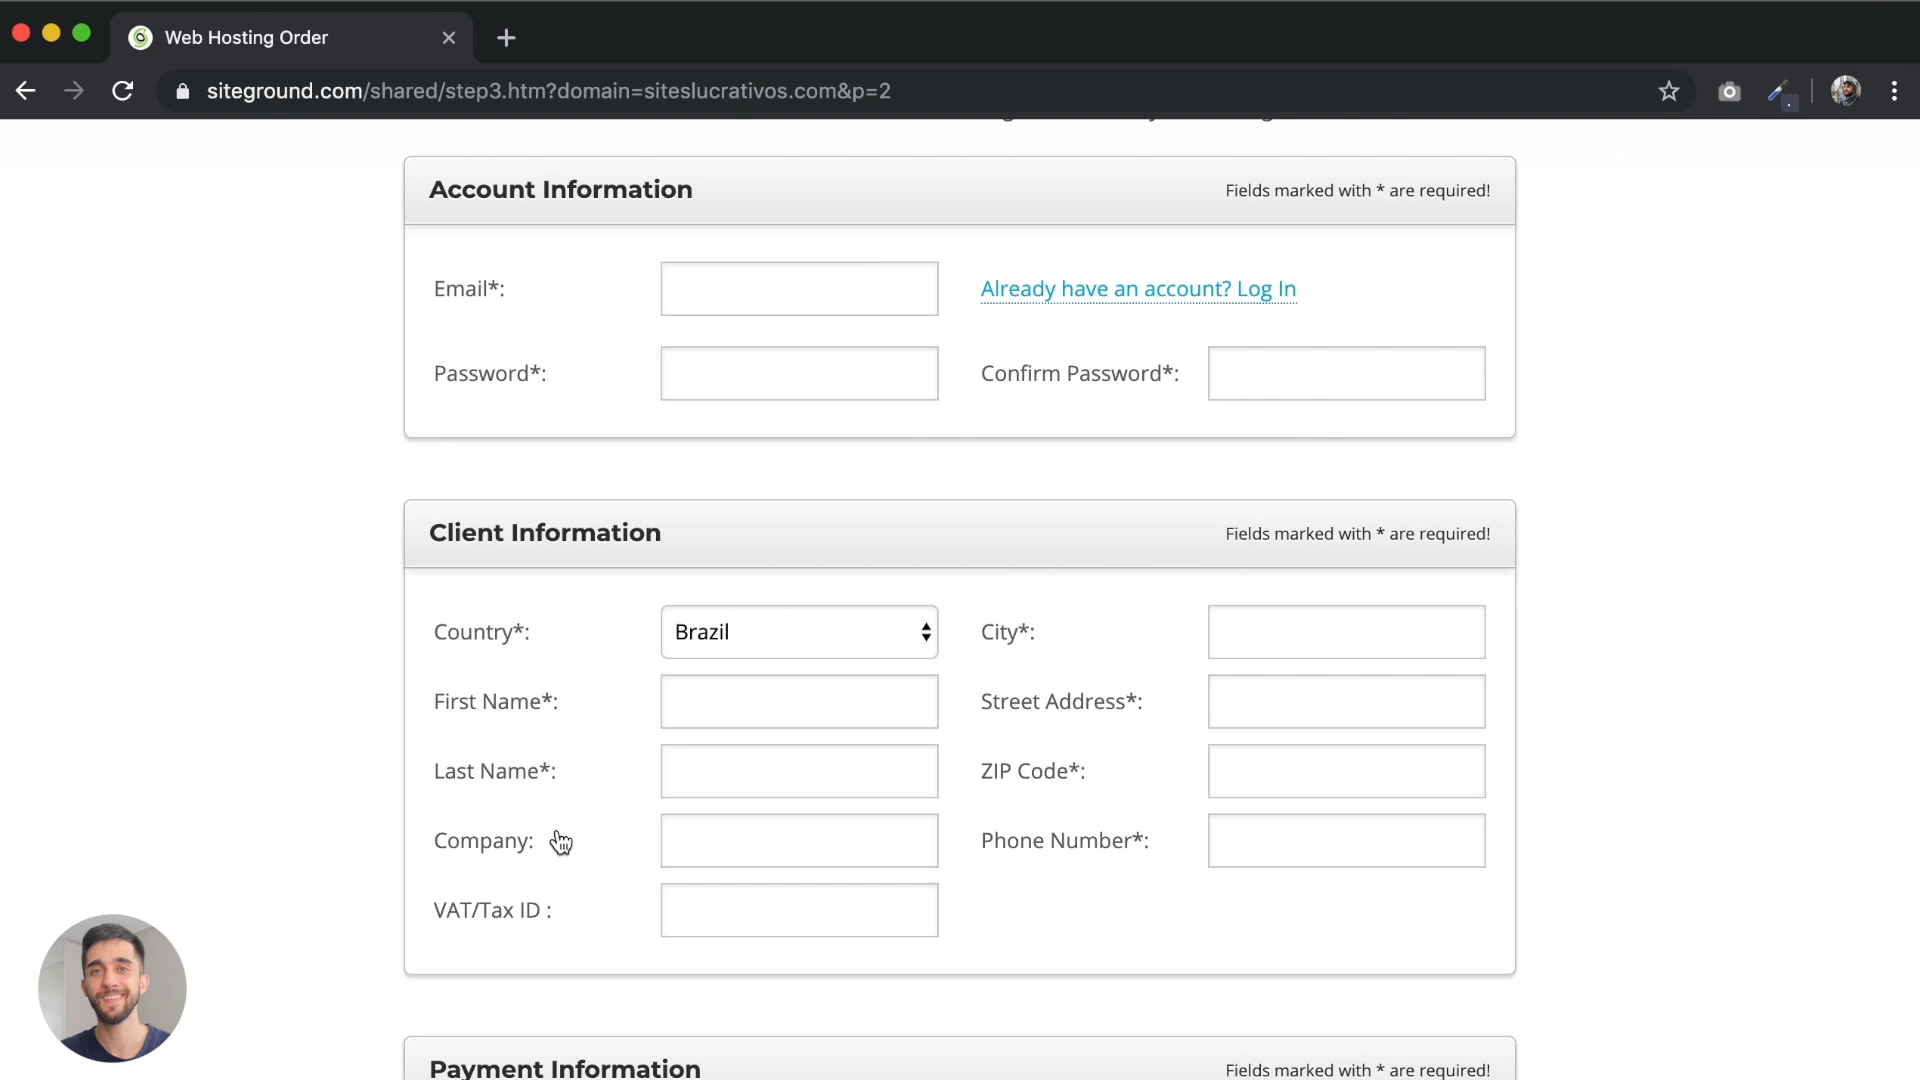 Web Hosting Order
siteground.com/shared/step3.htm?domain=siteslucrativos.com&p=2
Account Information
Fields marked with * are required!
Email*:
Already have an account? Log In
Password*:
Confirm Password*:
Client Information
Fields marked with * are required!
Country*:
Brazil
City*:
First Name*:
Street Address*:
Last Name*:
ZIP Code*:
Company:
Phone Number*:
VAT/Tax ID :
Payment Information
Fields marked with * are required!